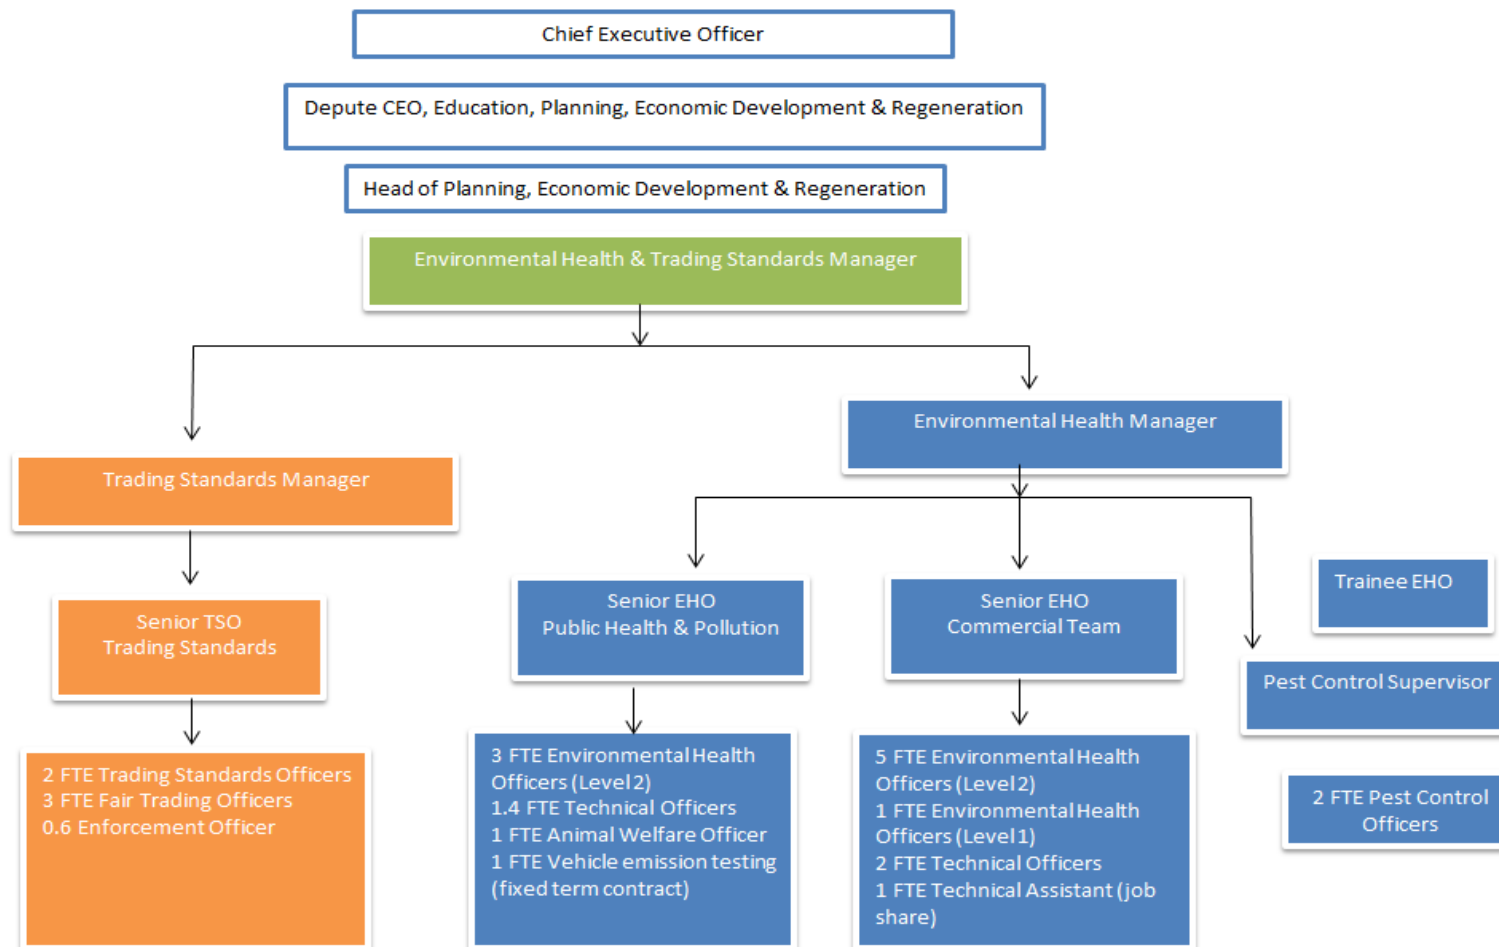 Chief Executive Officer
Depute CEO, Education, Planning, Economic Development & Regeneration
Head of Planning, Economic Development & Regeneration
Environmental Health & Trading Standards Manager
Environmental Health Manager
Trading Standards Manager
Senior TSO
Trading Standards
Senior EHO
Public Health & Pollution
Senior EHO
Commercial Team
Trainee EHO
Pest Control Supervisor
2 FTE Trading Standards Officers
3 FTE Fair Trading Officers
0.6 Enforcement Officer
3 FTE Environmental Health
Officers (Level 2)
1.4 FTE Technical Officers
1 FTE Animal Welfare Officer
1 FTE Vehicle emission testing
(fixed term contract)
5 FTE Environmental Health
Officers (Level 2)
1 FTE Environmental Health
Officers (Level 1)
2 FTE Technical Officers
1 FTE Technical Assistant (job
share)
2 FTE Pest Control
Officers